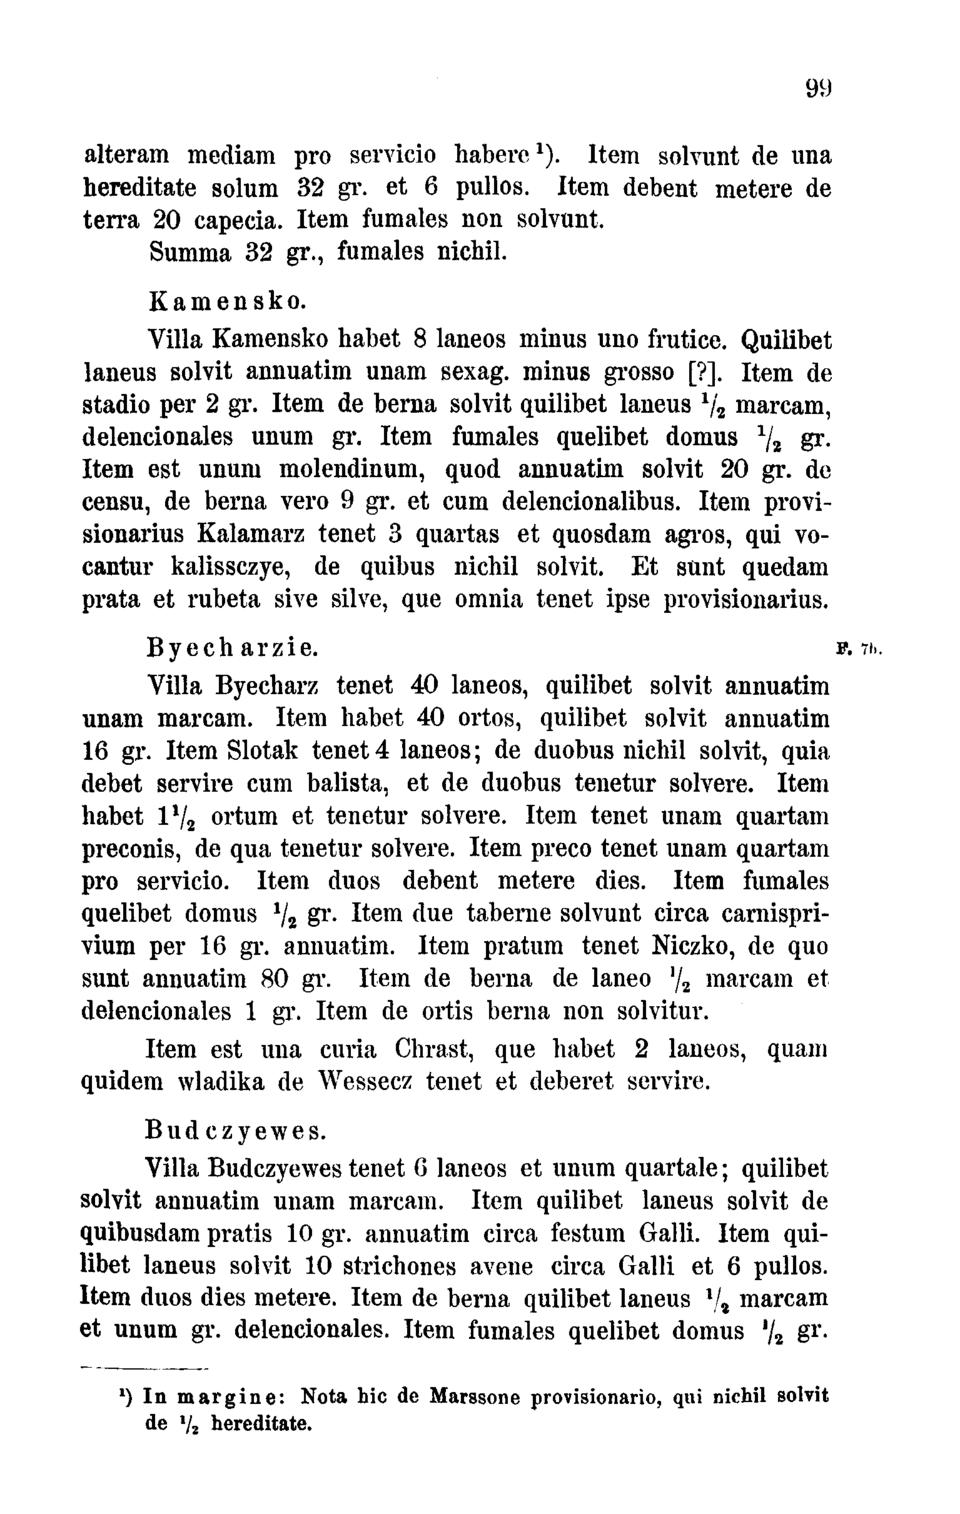 99
alteram mediam pro servicio habere ¹). Item solvunt de una
hereditate solum 32 gr. et 6 pullos. Item debent metere de
terra 20 capecia. Item fumales non solvunt.
Summa 32 gr., fumales nichil.
Kamensko.
Villa Kamensko habet 8 laneos minus uno frutice. Quilibet
laneus solvit annuatim unam sexag. minus grosso [?]. Item de
stadio per 2 gr. Item de berna solvit quilibet laneus ½ marcam,
delencionales unum gr. Item fumales quelibet domus ½ gr.
Item est unum molendinum, quod annuatim solvit 20 gr. de
censu, de berna vero 9 gr. et cum delencionalibus. Item provi-
sionarius Kalamarz tenet 3 quartas et quosdam agros, qui vo-
cantur kalissczye, de quibus nichil solvit. Et sunt quedam
prata et rubeta sive silve, que omnia tenet ipse provisionarius.
Byecharzie. F. 7b.
Villa Byecharz tenet 40 laneos, quilibet solvit annuatim
unam marcam. Item habet 40 ortos, quilibet solvit annuatim
16 gr. Item Slotak tenet 4 laneos; de duobus nichil solvit, quia
debet servire cum balista, et de duobus tenetur solvere. Item
habet 1½ ortum et tenetur solvere. Item tenet unam quartam
preconis, de qua tenetur solvere. Item preco tenet unam quartam
pro servicio. Item duos debent metere dies. Item fumales
quelibet domus ½ gr. Item due taberne solvunt circa carnispri-
vium per 16 gr. annuatim. Item pratum tenet Niczko, de quo
sunt annuatim 80 gr. Item de berna de laneo ½ marcam et
delencionales 1 gr. Item de ortis berna non solvitur.
Item est una curia Chrast, que habet 2 laneos, quam
quidem wladika de Wessecz tenet et deberet servire.
Budczyewes.
Villa Budczyewes tenet 6 laneos et unum quartale; quilibet
solvit annuatim unam marcam. Item quilibet laneus solvit de
quibusdam pratis 10 gr. annuatim circa festum Galli. Item qui-
libet laneus solvit 10 strichones avene circa Galli et 6 pullos.
Item duos dies metere. Item de berna quilibet laneus ½ marcam
et unum gr. delencionales. Item fumales quelibet domus ½ gr.
¹) In margine: Nota hic de Marssone provisionario, qui nichil solvit
de ½ hereditate.